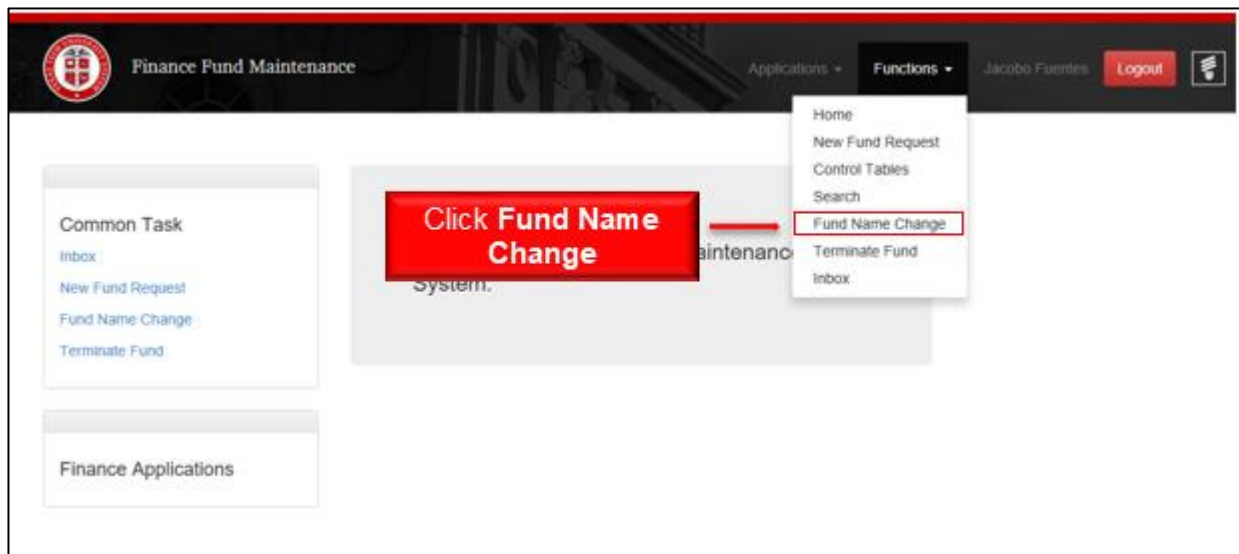 Finance Fund Maintenance
Applications
Functions
Jacobo Fuentes
Logout
Home
New Fund Request
Control Tables
Search
Fund Name Change
Terminate Fund
Inbox
Common Task
Inbox
New Fund Request
Fund Name Change
Terminate Fund
Click Fund Name
Change
System.
Finance Applications